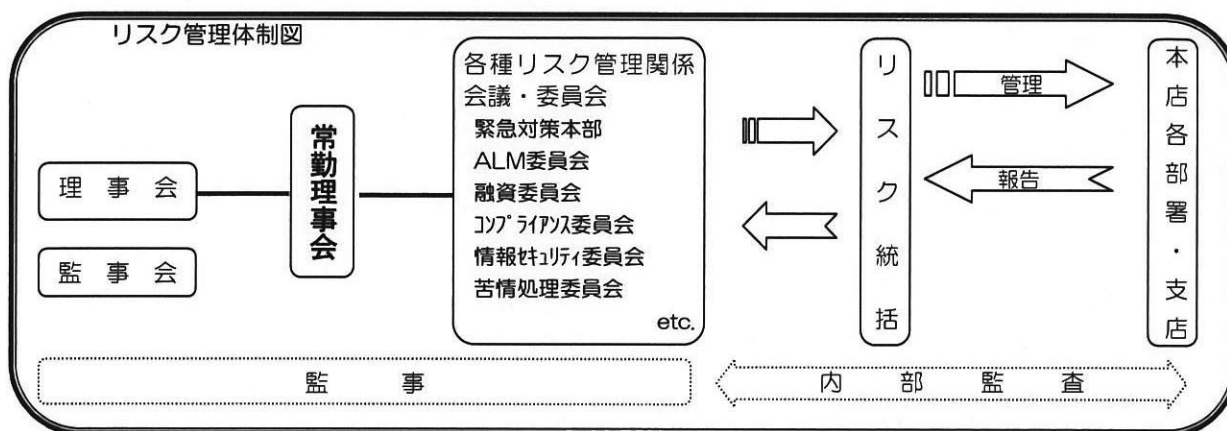 リスク管理体制図
理事会
監事会
常勤理事会
各種リスク管理関係
会議・委員会
緊急対策本部
ALM委員会
融資委員会
コンプライアンス委員会
情報セキュリティ委員会
苦情処理委員会
etc.
リスク統括
管理
報告
本店各部署・支店
監事
内部監査